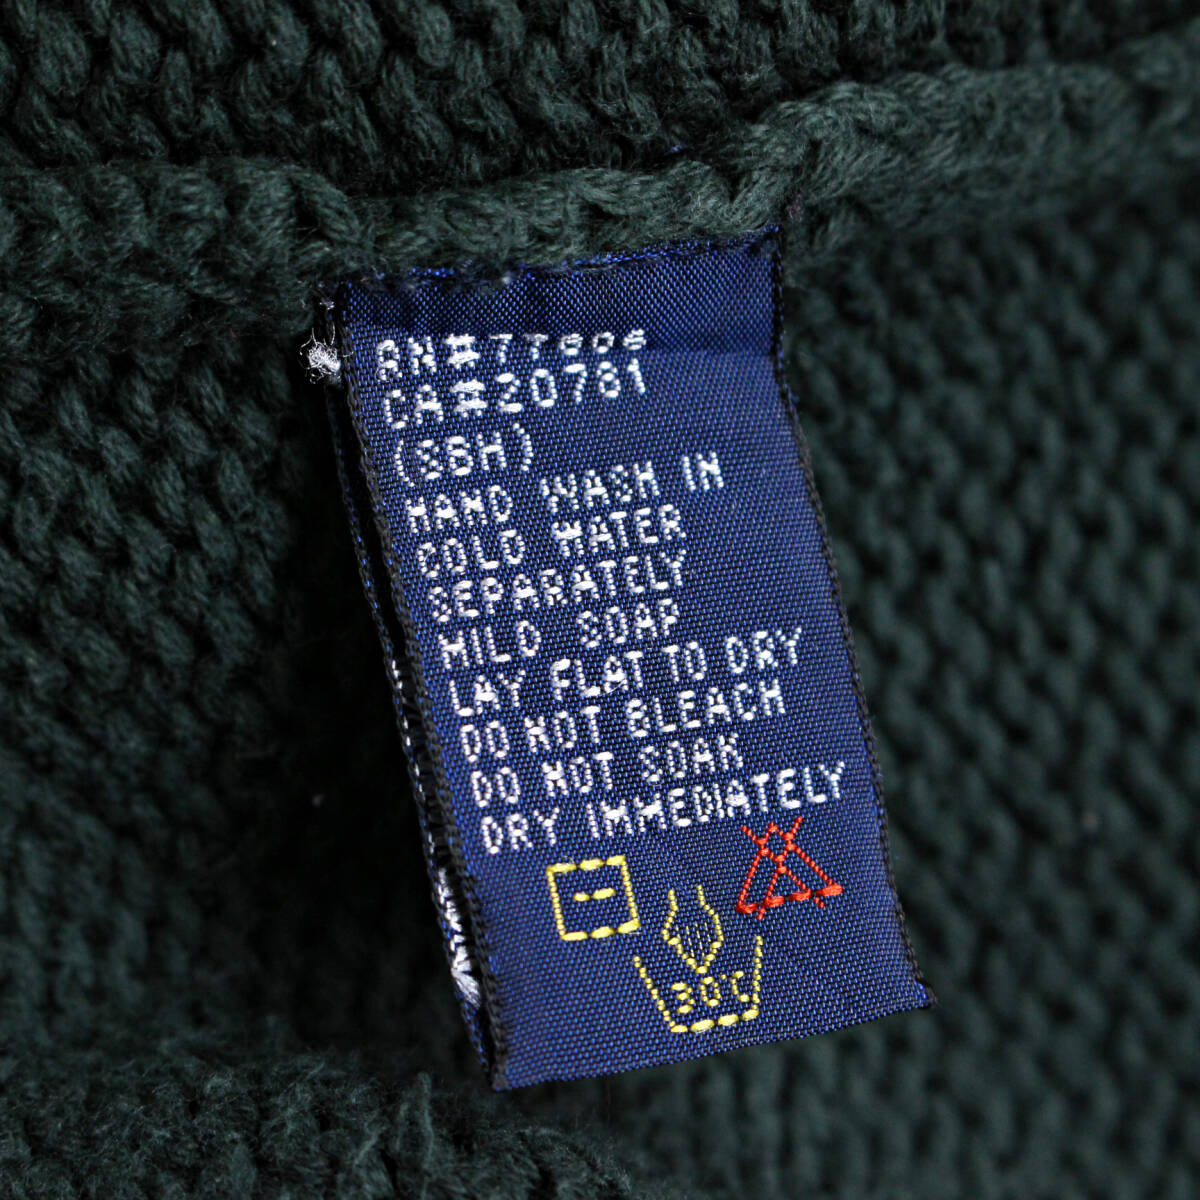 RN#77806
CA#20781
(SBH)
HAND WASH IN
COLD WATER
SEPARATELY
MILD SOAP
LAY FLAT TO DRY
DO NOT BLEACH
DO NOT SOAK
DRY IMMEDIATELY
30°C